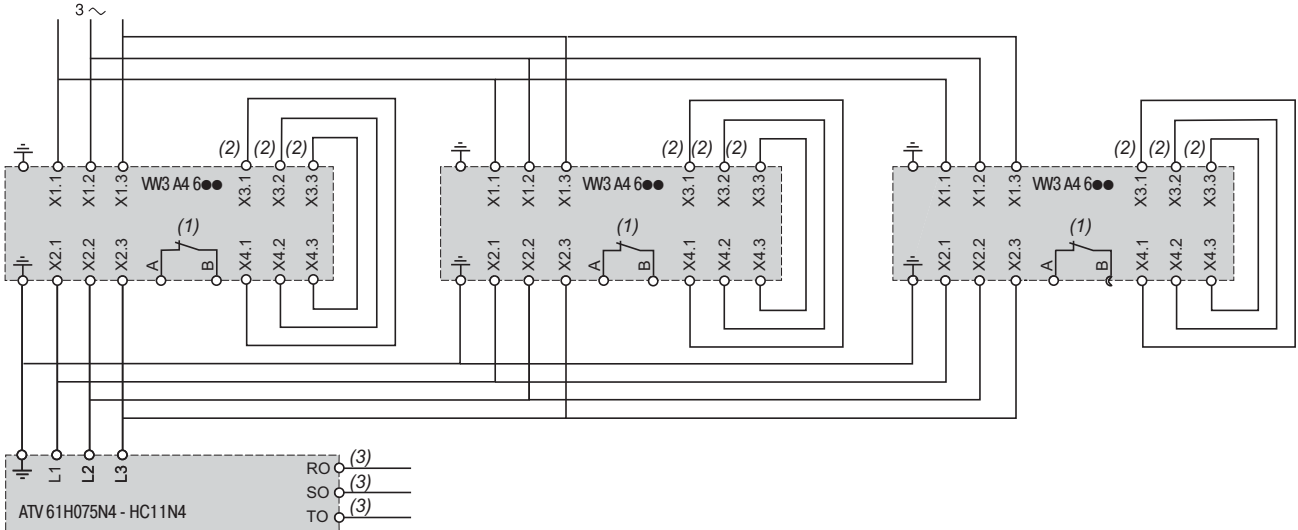 3 ~
(2) (2) (2) (2) (2) (2) (2) (2) (2)
X1.1 X1.2 X1.3 VW3 A4 6●● X3.1 X3.2 X3.3 X1.1 X1.2 X1.3 VW3 A4 6●● X3.1 X3.2 X3.3 X1.1 X1.2 X1.3 VW3 A4 6●● X3.1 X3.2 X3.3
(1) (1) (1)
X2.1 X2.2 X2.3 A B X4.1 X4.2 X4.3 X2.1 X2.2 X2.3 A B X4.1 X4.2 X4.3 X2.1 X2.2 X2.3 A B X4.1 X4.2 X4.3
L1 L2 L3
RO (3)
SO (3)
TO (3)
ATV 61H075N4 - HC11N4